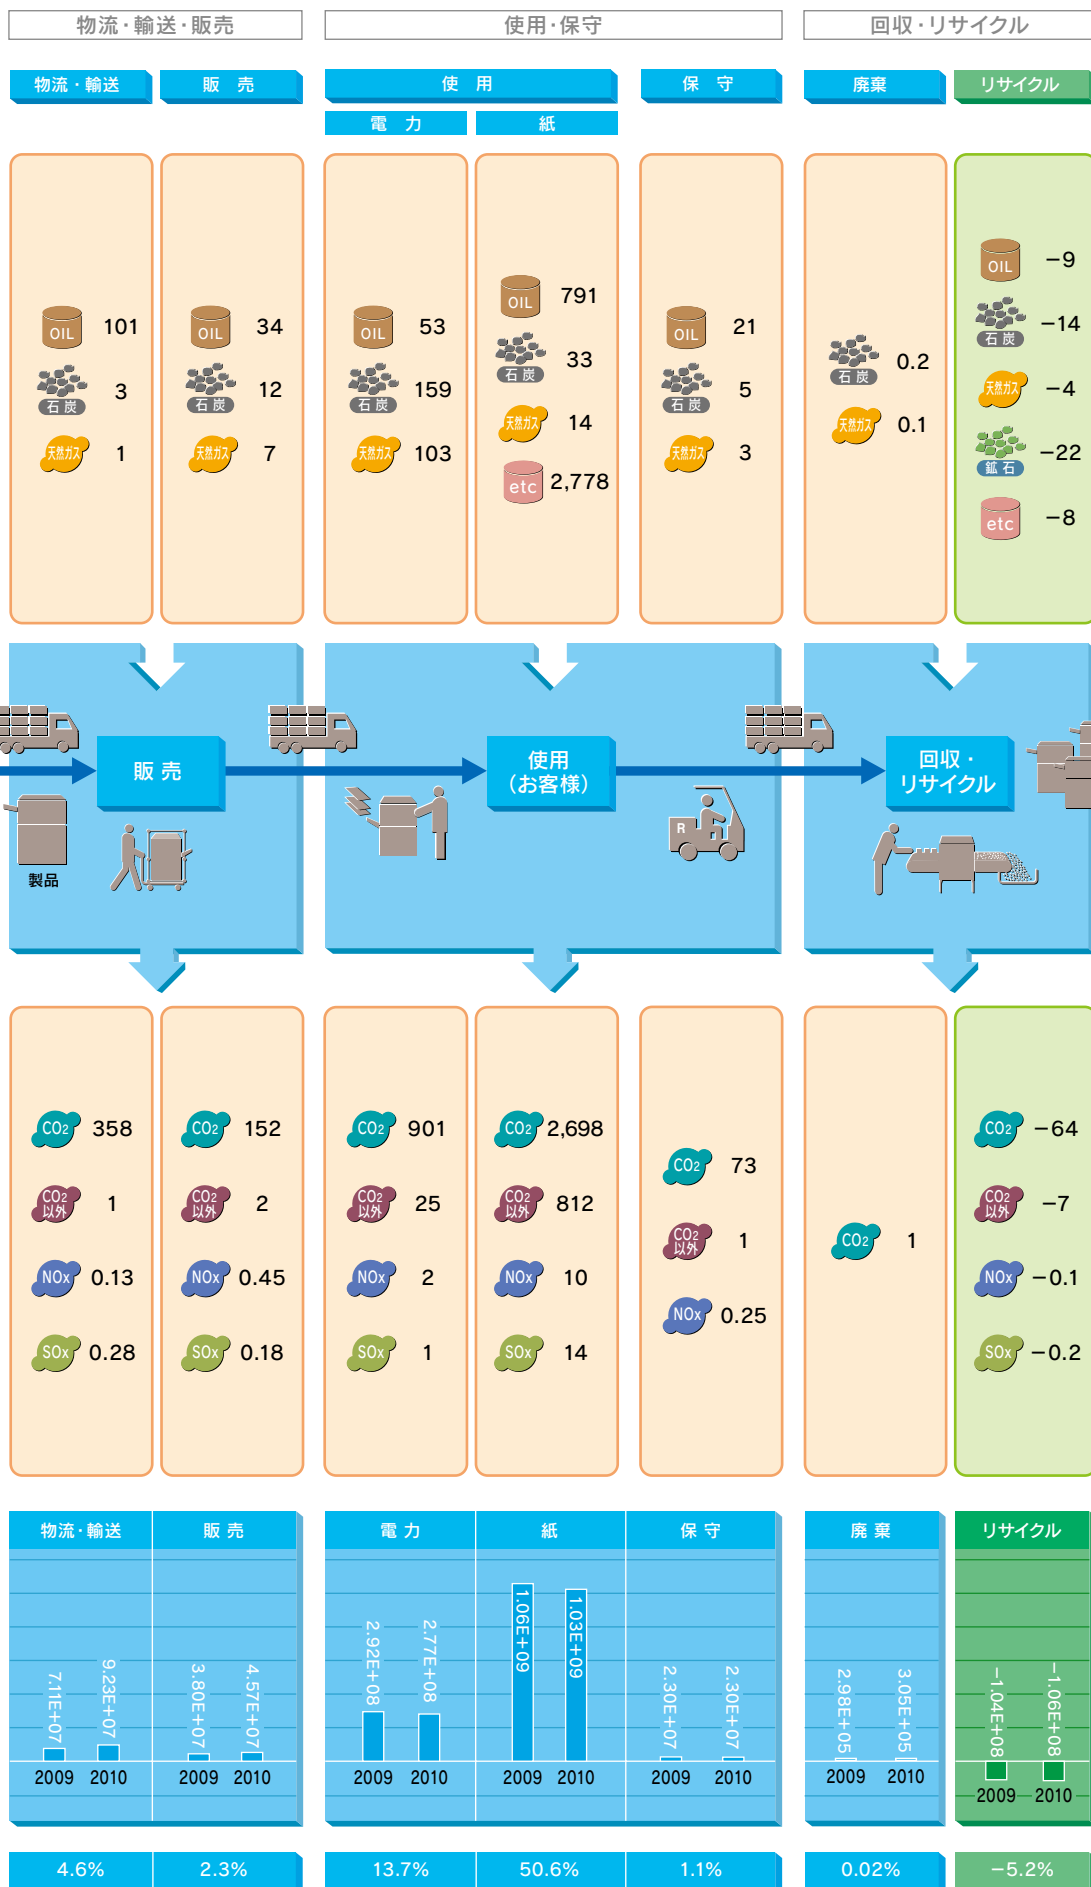 物流・輸送・販売
使用・保守
回収・リサイクル
物流・輸送
販 売
使 用
保 守
廃棄
リサイクル
電 力
紙
OIL 101
石炭 3
天然ガス 1
OIL 34
石炭 12
天然ガス 7
OIL 53
石炭 159
天然ガス 103
OIL 791
石炭 33
天然ガス 14
etc 2,778
OIL 21
石炭 5
天然ガス 3
石炭 0.2
天然ガス 0.1
OIL −9
石炭 −14
天然ガス −4
鉱石 −22
etc −8
販 売
使用
（お客様）
回収・
リサイクル
製品
R
CO2 358
CO2以外 1
NOx 0.13
SOx 0.28
CO2 152
CO2以外 2
NOx 0.45
SOx 0.18
CO2 901
CO2以外 25
NOx 2
SOx 1
CO2 2,698
CO2以外 812
NOx 10
SOx 14
CO2 73
CO2以外 1
NOx 0.25
CO2 1
CO2 −64
CO2以外 −7
NOx −0.1
SOx −0.2
物流・輸送
販 売
電 力
紙
保 守
廃 棄
リサイクル
7.11E+07
9.23E+07
3.80E+07
4.57E+07
2.92E+08
2.77E+08
1.06E+09
1.03E+09
2.30E+07
2.30E+07
2.98E+05
3.05E+05
−1.04E+08
−1.06E+08
2009 2010
2009 2010
2009 2010
2009 2010
2009 2010
2009 2010
2009 2010
4.6%
2.3%
13.7%
50.6%
1.1%
0.02%
−5.2%